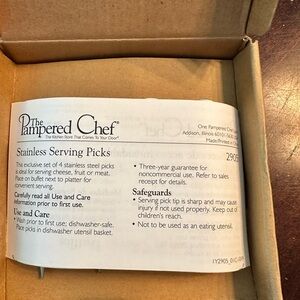 The
Pampered Chef®
The Kitchen Store That Comes To Your Door®
One Pampered Chef
Addison, Illinois 60101
Stainless Serving Picks
2905
The exclusive set of 4 stainless steel picks
is ideal for serving cheese, fruit or meat.
Place on buffet next to platter for
convenient serving.
Carefully read all Use and Care
information prior to first use.
Use and Care
• Wash prior to first use; dishwasher-safe.
Place picks in dishwasher utensil basket.
• Three-year guarantee for
noncommercial use. Refer to sales
receipt for details.
Safeguards
• Serving pick tip is sharp and may cause
injury if not used properly. Keep out of
children's reach.
• Not to be used as an eating utensil.